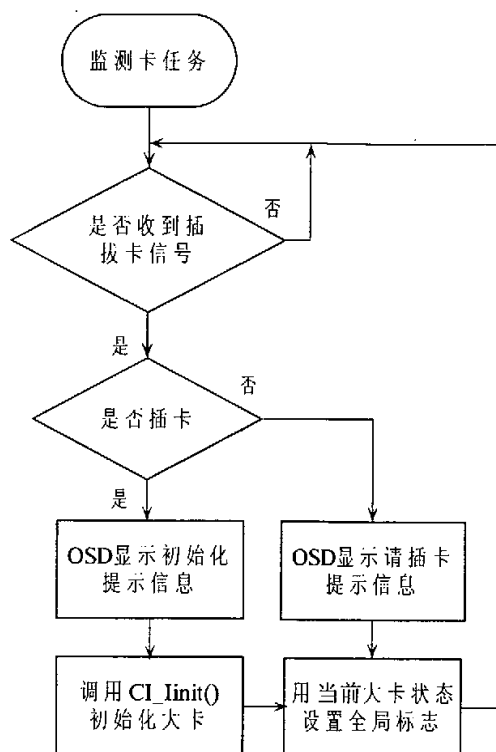 监测卡任务
否
是否收到插
拔卡信号
是
否
是否插卡
是
OSD显示初始化
提示信息
OSD显示请插卡
提示信息
调用CI_Iinit()
初始化大卡
用当前大卡状态
设置全局标志